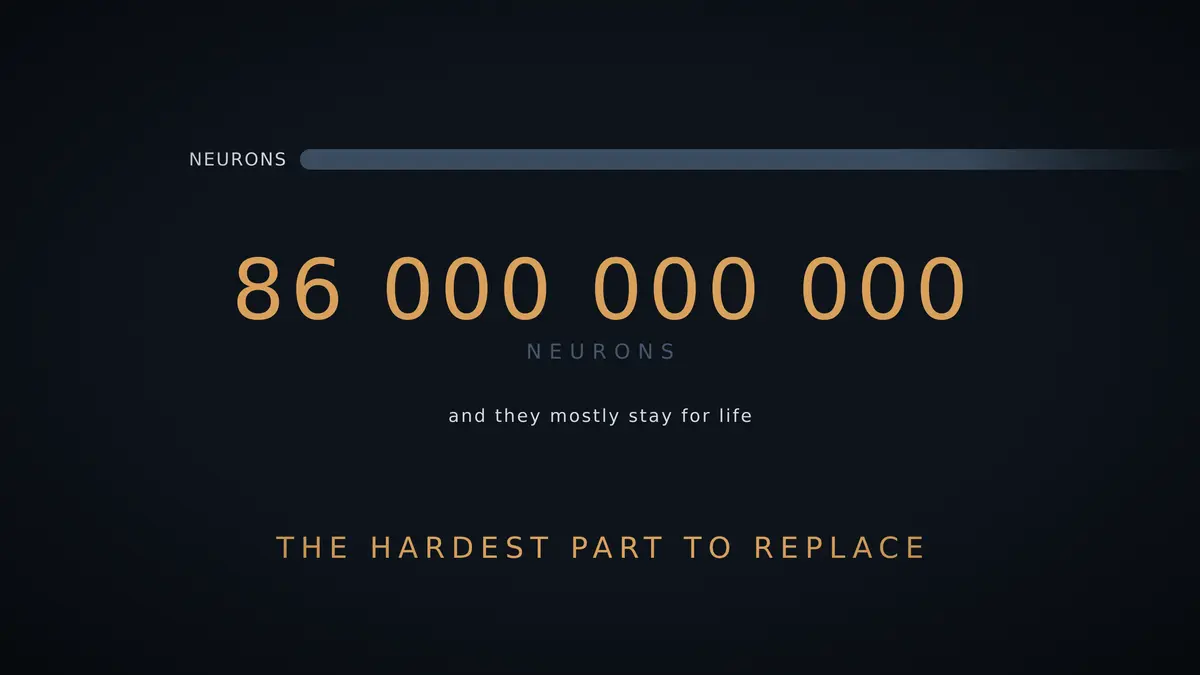 NEURONS
86 000 000 000
NEURONS
and they mostly stay for life
THE HARDEST PART TO REPLACE